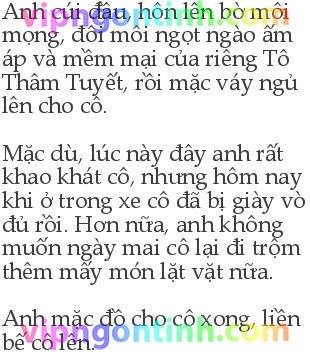 Anh cúi đầu, hôn lên bờ môi
mọng, đôi môi ngọt ngào ấm
áp và mềm mại của riêng Tô
Thâm Tuyết, rồi mặc váy ngủ
lên cho cô.
Mặc dù, lúc này đây anh rất
khao khát cô, nhưng hôm nay
khi ở trong xe cô đã bị giày vò
đủ rồi. Hơn nữa, anh không
muốn ngày mai cô lại đi trộm
thêm mấy món lặt vặt nữa.
Anh mặc đồ cho cô xong, liền
bế cô lên.
vipngontinh.com
vipngontinh.com